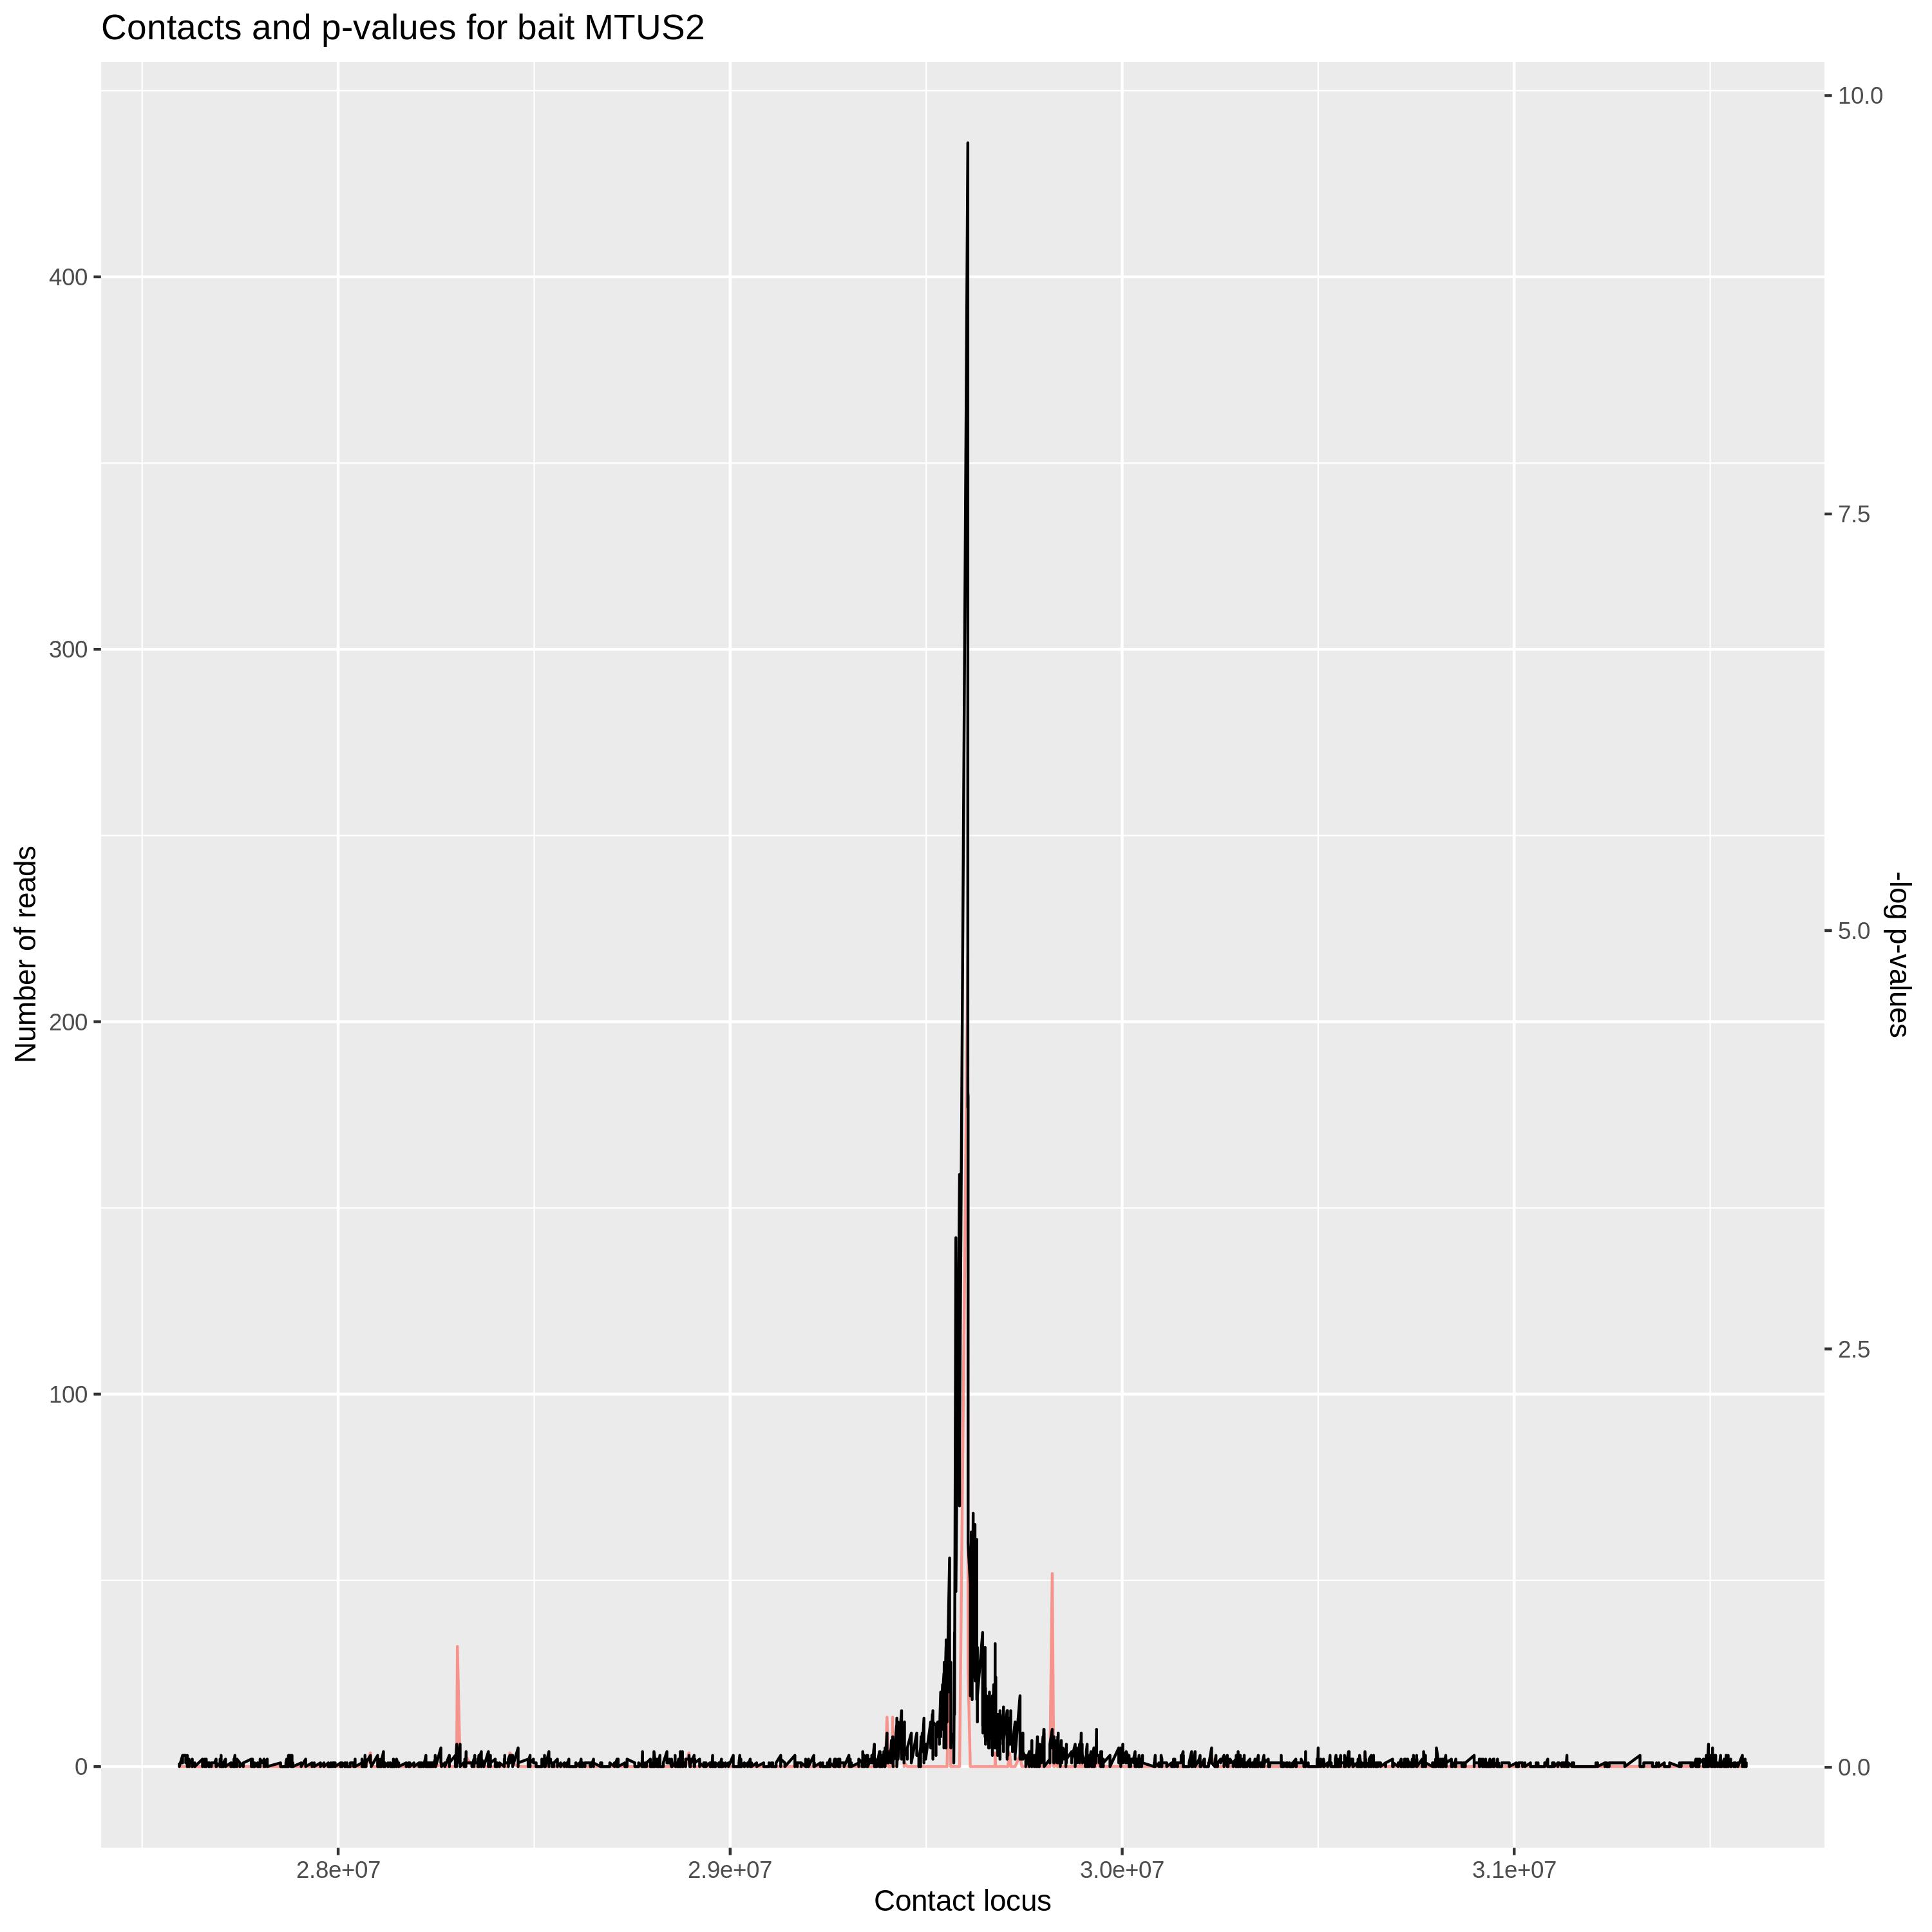 Contacts and p-values for bait MTUS2
10.0
400
7.5
300
Number of reads
5.0
-log p-values
200
2.5
100
0
0.0
2.8e+07
2.9e+07
3.0e+07
3.1e+07
Contact locus